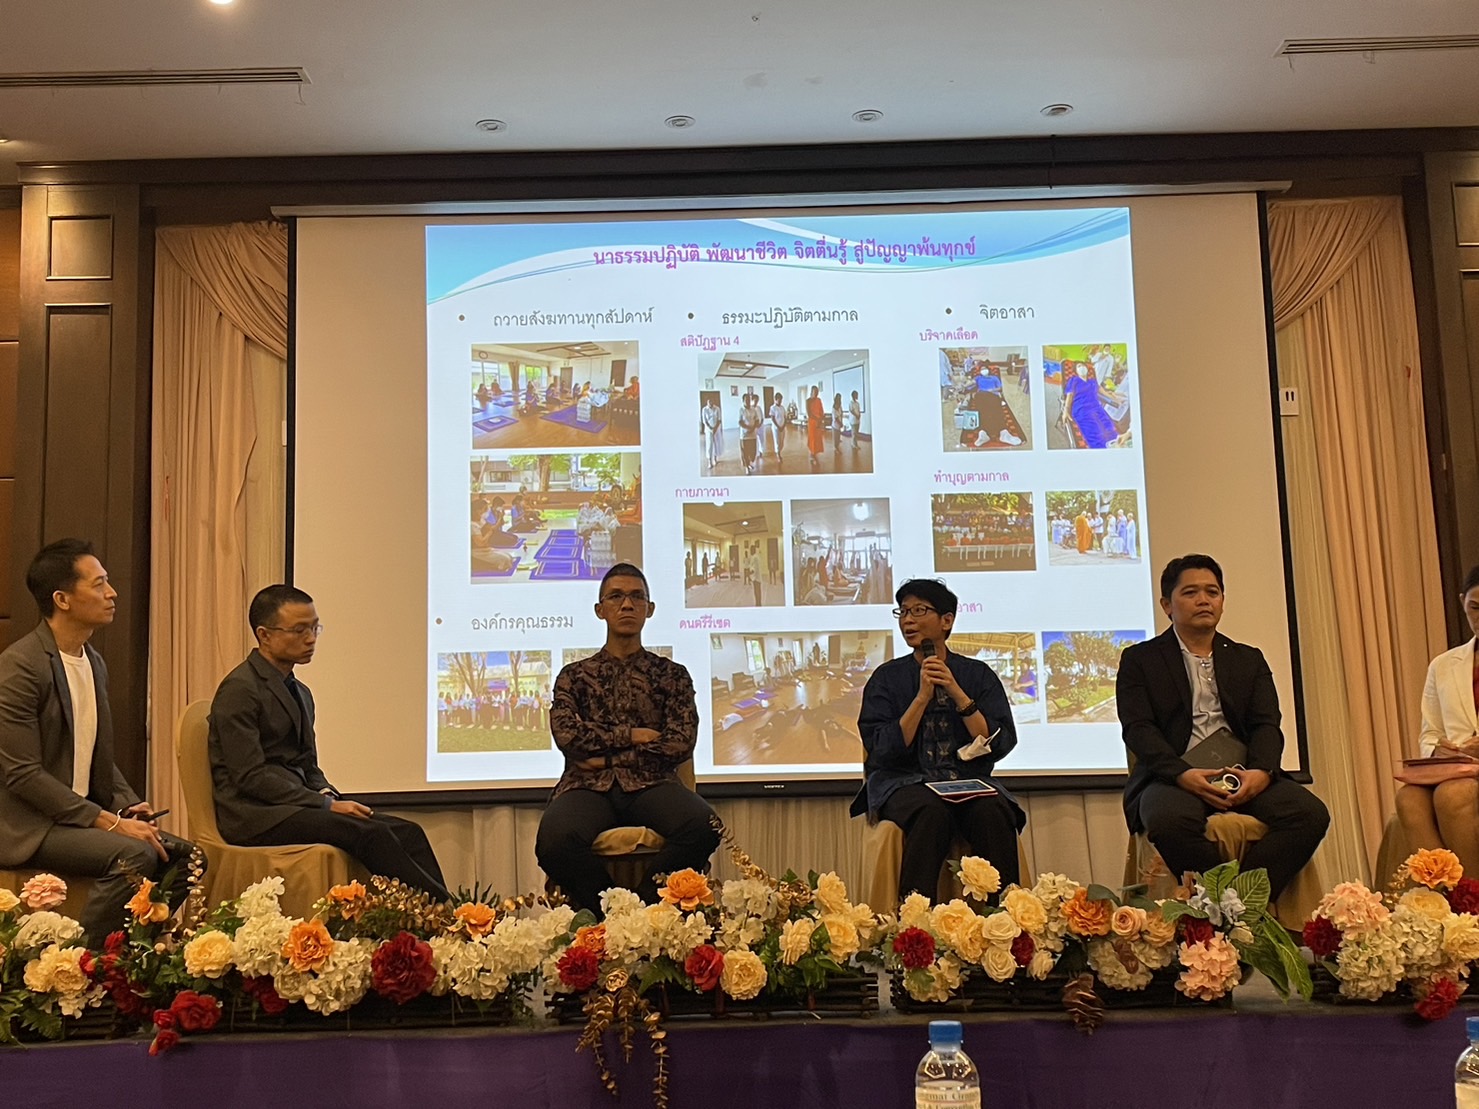 นาธรรมปฏิบัติ พัฒนาชีวิต จิตตื่นรู้ สู่ปัญญาพ้นทุกข์
• ถวายสังฆทานทุกสัปดาห์
• ธรรมะปฏิบัติตามกาล
สติปัฏฐาน 4
กายภาวนา
ดนตรีรีเซต
• จิตอาสา
บริจาคเลือด
ทำบุญตามกาล
อาสา
• องค์กรคุณธรรม